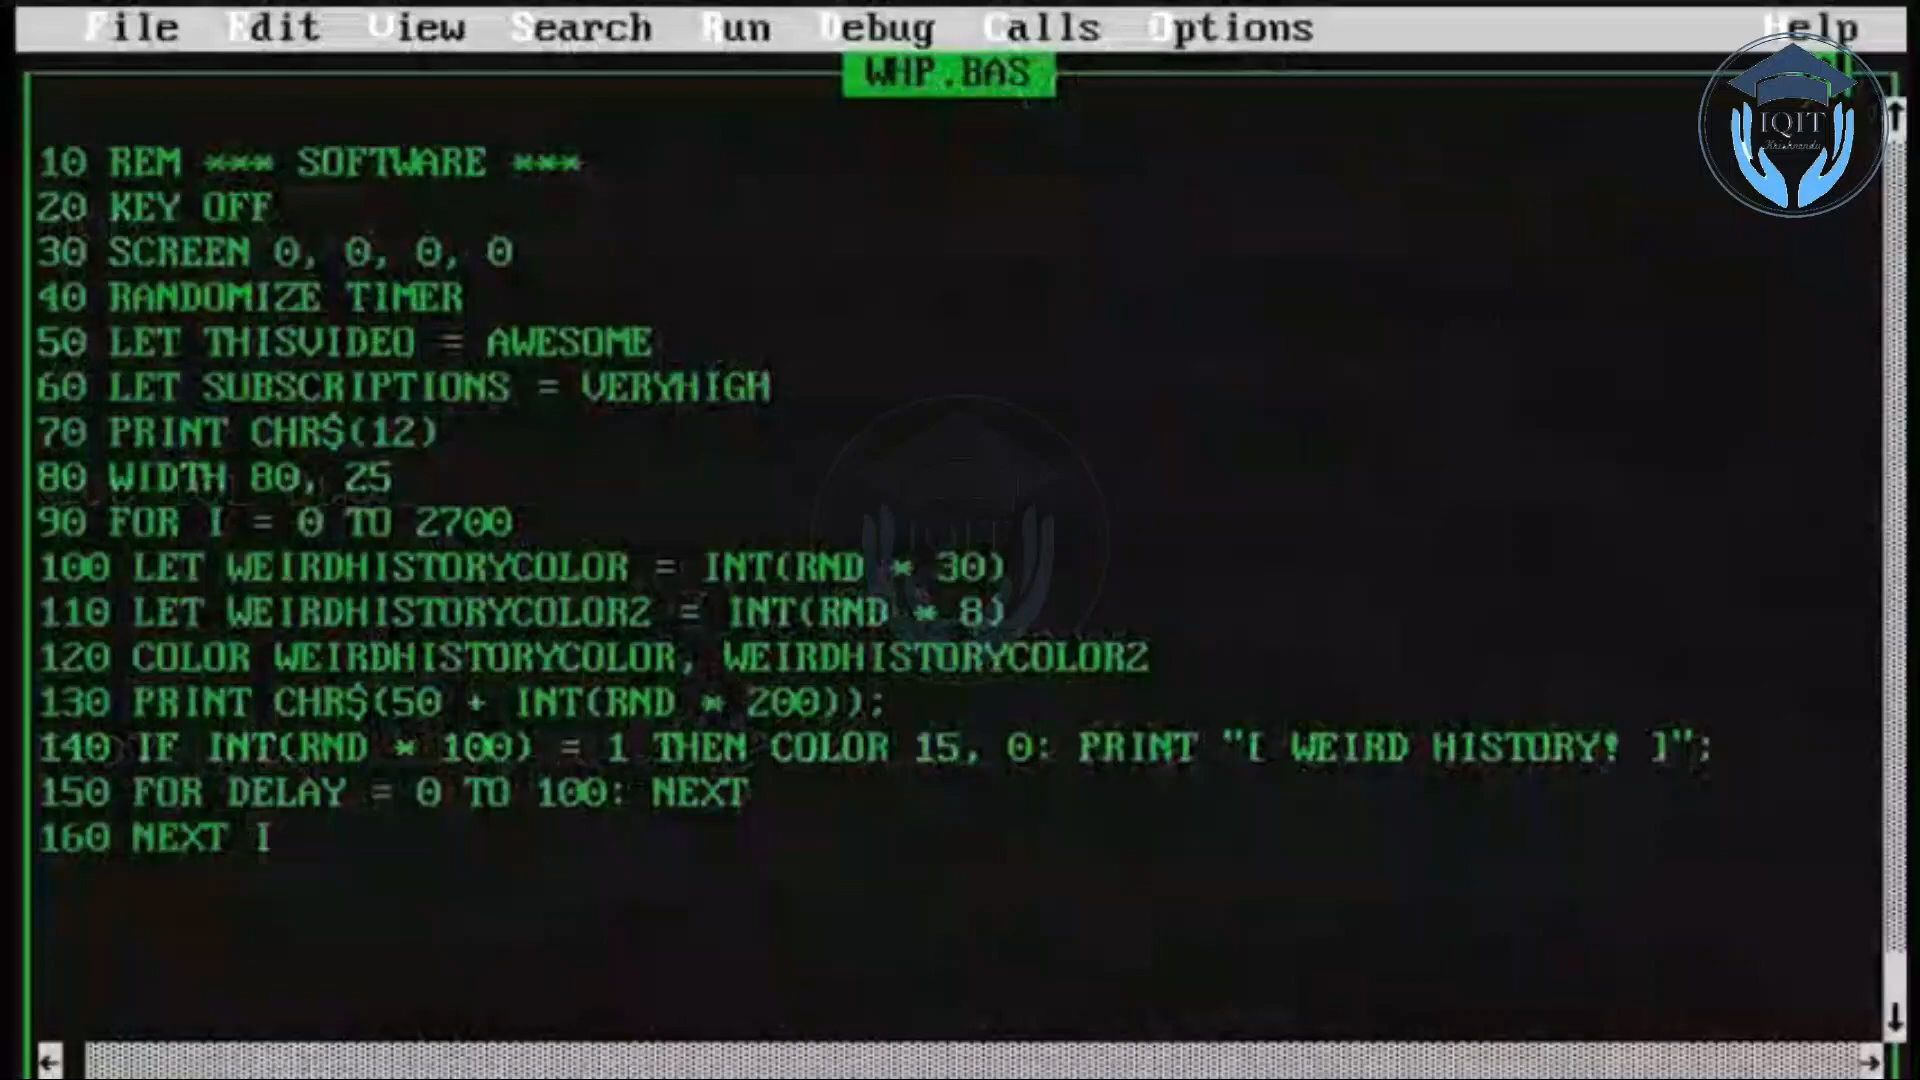 File Edit View Search Run Debug Calls Options Help
WHP.BAS
IQIT
10 REM *** SOFTWARE ***
20 KEY OFF
30 SCREEN 0, 0, 0, 0
40 RANDOMIZE TIMER
50 LET THISVIDEO = AWESOME
60 LET SUBSCRIPTIONS = VERYHIGH
70 PRINT CHR$(12)
80 WIDTH 80, 25
90 FOR I = 0 TO 2700
100 LET WEIRDHISTORYCOLOR = INT(RND * 30)
110 LET WEIRDHISTORYCOLOR2 = INT(RND * 8)
120 COLOR WEIRDHISTORYCOLOR, WEIRDHISTORYCOLOR2
130 PRINT CHR$(50 + INT(RND * 200));
140 IF INT(RND * 100) = 1 THEN COLOR 15, 0: PRINT "[ WEIRD HISTORY! ]";
150 FOR DELAY = 0 TO 100: NEXT
160 NEXT I